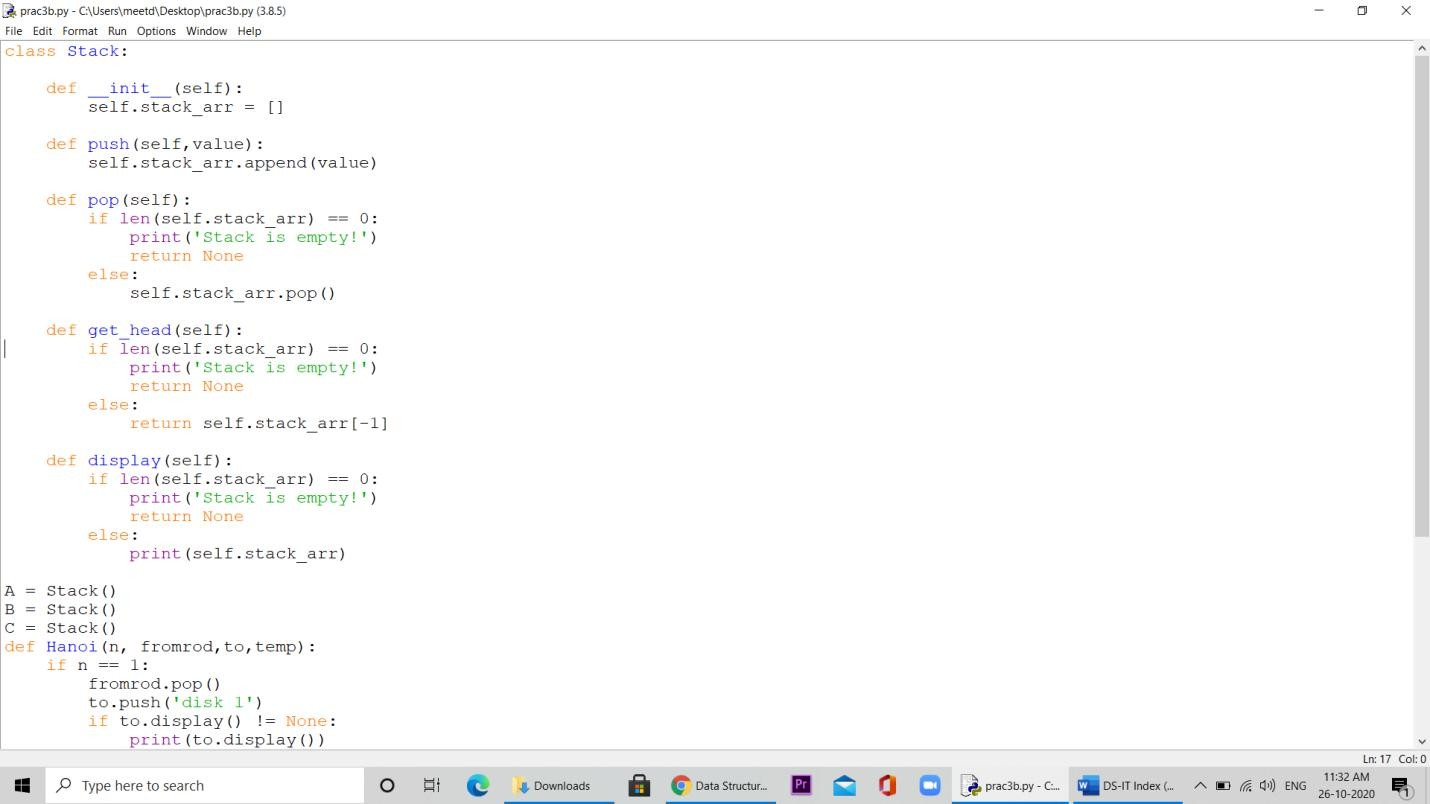 prac3b.py - C:\Users\meetd\Desktop\prac3b.py (3.8.5)
File Edit Format Run Options Window Help
class Stack:
    def __init__(self):
        self.stack_arr = []
    def push(self,value):
        self.stack_arr.append(value)
    def pop(self):
        if len(self.stack_arr) == 0:
            print('Stack is empty!')
            return None
        else:
            self.stack_arr.pop()
    def get_head(self):
        if len(self.stack_arr) == 0:
            print('Stack is empty!')
            return None
        else:
            return self.stack_arr[-1]
    def display(self):
        if len(self.stack_arr) == 0:
            print('Stack is empty!')
            return None
        else:
            print(self.stack_arr)
A = Stack()
B = Stack()
C = Stack()
def Hanoi(n, fromrod,to,temp):
    if n == 1:
        fromrod.pop()
        to.push('disk 1')
        if to.display() != None:
            print(to.display())
Ln: 17 Col: 0
Type here to search
Downloads
Data Structur...
Pr
prac3b.py - C:...
W
DS-IT Index (...
ENG
11:32 AM
26-10-2020
1